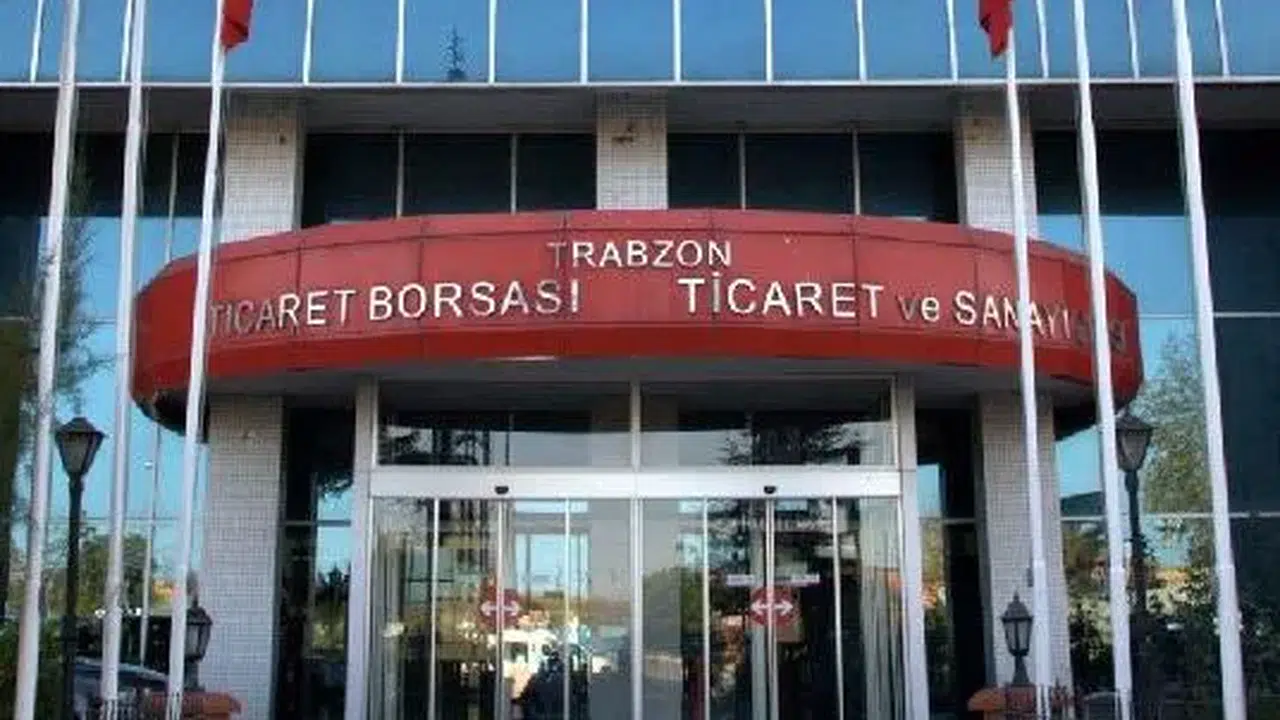 TRABZON
TİCARET BORSASI TİCARET ve SANAYİ